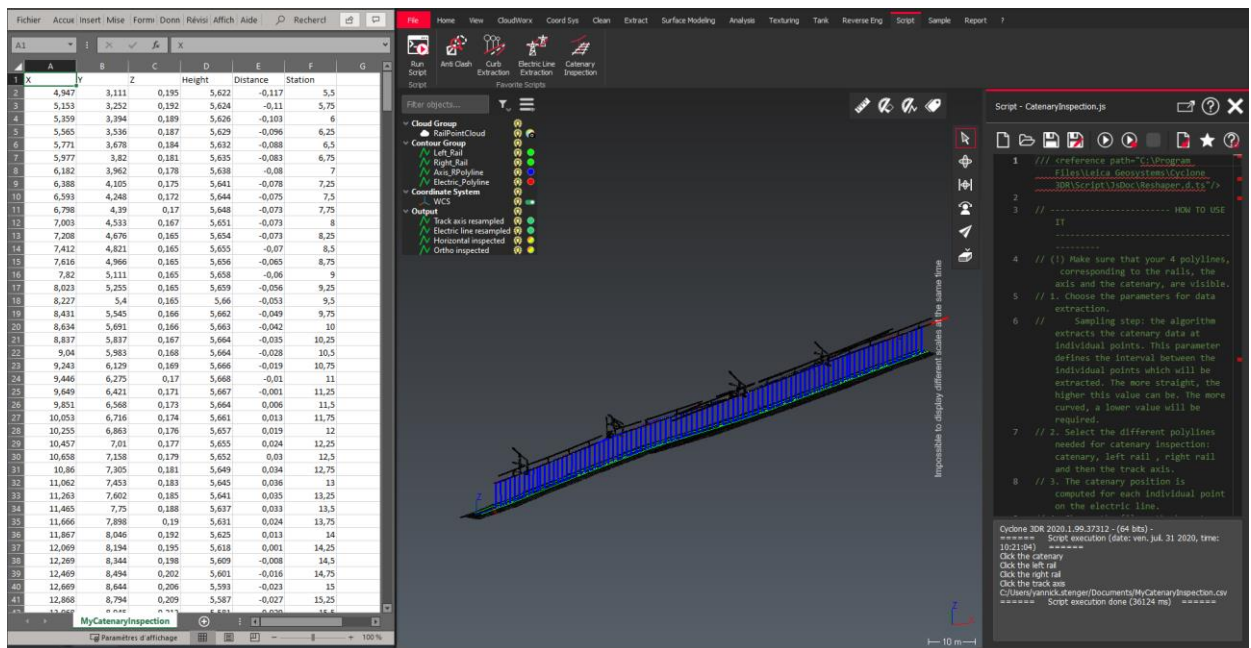 Fichier Accue Insert Mise Formi Donn Révisi Affich Aide Rechercl
A1 fx X
A B C D E F G
1 X Y Z Height Distance Station
2 4,947 3,111 0,195 5,622 -0,117 5,5
3 5,153 3,252 0,192 5,624 -0,11 5,75
4 5,359 3,394 0,189 5,626 -0,103 6
5 5,565 3,536 0,187 5,629 -0,096 6,25
6 5,771 3,678 0,184 5,632 -0,088 6,5
7 5,977 3,82 0,181 5,635 -0,083 6,75
8 6,182 3,962 0,178 5,638 -0,08 7
9 6,388 4,105 0,175 5,641 -0,078 7,25
10 6,593 4,248 0,172 5,644 -0,075 7,5
11 6,798 4,39 0,17 5,648 -0,073 7,75
12 7,003 4,533 0,167 5,651 -0,073 8
13 7,208 4,676 0,165 5,654 -0,073 8,25
14 7,412 4,821 0,165 5,655 -0,07 8,5
15 7,616 4,966 0,165 5,656 -0,065 8,75
16 7,82 5,111 0,165 5,658 -0,06 9
17 8,023 5,255 0,165 5,659 -0,056 9,25
18 8,227 5,4 0,165 5,66 -0,053 9,5
19 8,431 5,545 0,166 5,662 -0,049 9,75
20 8,634 5,691 0,166 5,663 -0,042 10
21 8,837 5,837 0,167 5,664 -0,035 10,25
22 9,04 5,983 0,168 5,664 -0,028 10,5
23 9,243 6,129 0,169 5,666 -0,019 10,75
24 9,446 6,275 0,17 5,668 -0,01 11
25 9,649 6,421 0,171 5,667 -0,001 11,25
26 9,851 6,568 0,173 5,664 0,006 11,5
27 10,053 6,716 0,174 5,661 0,013 11,75
28 10,255 6,863 0,176 5,657 0,019 12
29 10,457 7,01 0,177 5,655 0,024 12,25
30 10,658 7,158 0,179 5,652 0,03 12,5
31 10,86 7,305 0,181 5,649 0,034 12,75
32 11,062 7,453 0,183 5,645 0,036 13
33 11,263 7,602 0,185 5,641 0,035 13,25
34 11,465 7,75 0,188 5,637 0,033 13,5
35 11,666 7,898 0,19 5,631 0,024 13,75
36 11,867 8,046 0,192 5,625 0,013 14
37 12,069 8,194 0,195 5,618 0,001 14,25
38 12,269 8,344 0,198 5,609 -0,008 14,5
39 12,469 8,494 0,202 5,601 -0,016 14,75
40 12,669 8,644 0,206 5,593 -0,023 15
41 12,868 8,794 0,209 5,587 -0,027 15,25
MyCatenaryInspection
Paramètres d'affichage 100 %
File Home View CloudWorx Coord Sys Clean Extract Surface Modeling Analysis Texturing Tank Reverse Eng Script Sample Report ?
Run Script Anti Clash Curb Extraction Electric Line Extraction Catenary Inspection
Script Favorite Scripts
Filter objects...
Cloud Group
RailPointCloud
Contour Group
Left_Rail
Right_Rail
Axis_RPolyline
Electric_Polyline
Coordinate System
WCS
Output
Track axis resampled
Electric line resampled
Horizontal inspected
Ortho inspected
Z
Impossible to display different scales at the same time
Z
X
10 m
Script - CatenaryInspection.js
1 /// <reference path="C:\Program
Files\Leica Geosystems\Cyclone
3DR\Script\JsDoc\Reshaper.d.ts"/>
2
3 // ------------------------ HOW TO USE
IT
-----------------------------------
---------
4 // (!) Make sure that your 4 polylines,
corresponding to the rails, the
axis and the catenary, are visible.
5 // 1. Choose the parameters for data
extraction.
6 // Sampling step: the algorithm
extracts the catenary data at
individual points. This parameter
defines the interval between the
individual points which will be
extracted. The more straight, the
higher this value can be. The more
curved, a lower value will be
required.
7 // 2. Select the different polylines
needed for catenary inspection:
catenary, left rail , right rail
and then the track axis.
8 // 3. The catenary position is
computed for each individual point
on the electric line.
Cyclone 3DR 2020.1.99.37312 - (64 bits) -
====== Script execution (date: ven. juil. 31 2020, time:
10:21:04) ======
Click the catenary
Click the left rail
Click the right rail
Click the track axis
C:/Users/yannick.stenger/Documents/MyCatenaryInspection.csv
====== Script execution done (36124 ms) ======